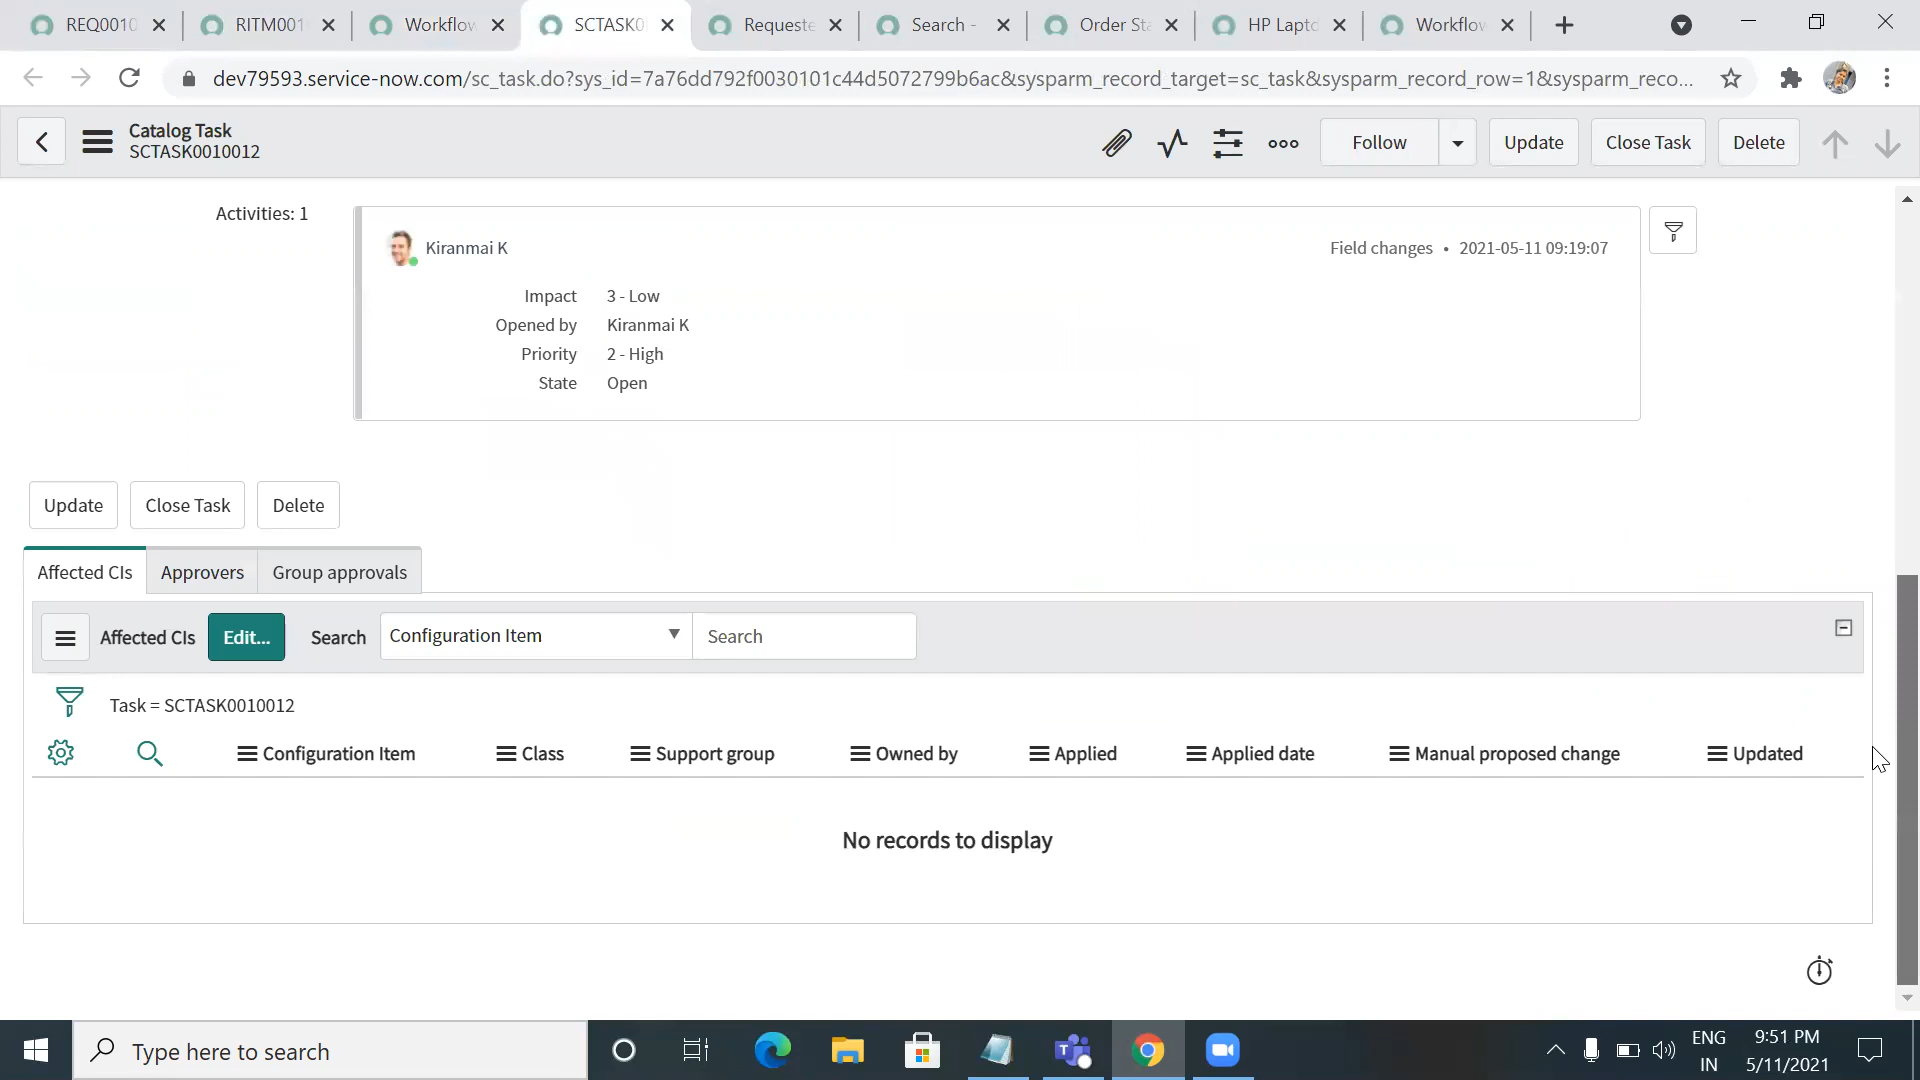 REQ0010
RITM001
Workflow
SCTASK0
Requeste
Search -
Order Sta
HP Lapto
Workflow
dev79593.service-now.com/sc_task.do?sys_id=7a76dd792f0030101c44d5072799b6ac&sysparm_record_target=sc_task&sysparm_record_row=1&sysparm_reco...
Catalog Task
SCTASK0010012
Follow
Update
Close Task
Delete
Activities: 1
Kiranmai K
Field changes • 2021-05-11 09:19:07
Impact 3 - Low
Opened by Kiranmai K
Priority 2 - High
State Open
Update
Close Task
Delete
Affected CIs
Approvers
Group approvals
Affected CIs
Edit...
Search
Configuration Item
Search
Task = SCTASK0010012
Configuration Item
Class
Support group
Owned by
Applied
Applied date
Manual proposed change
Updated
No records to display
Type here to search
ENG
IN
9:51 PM
5/11/2021